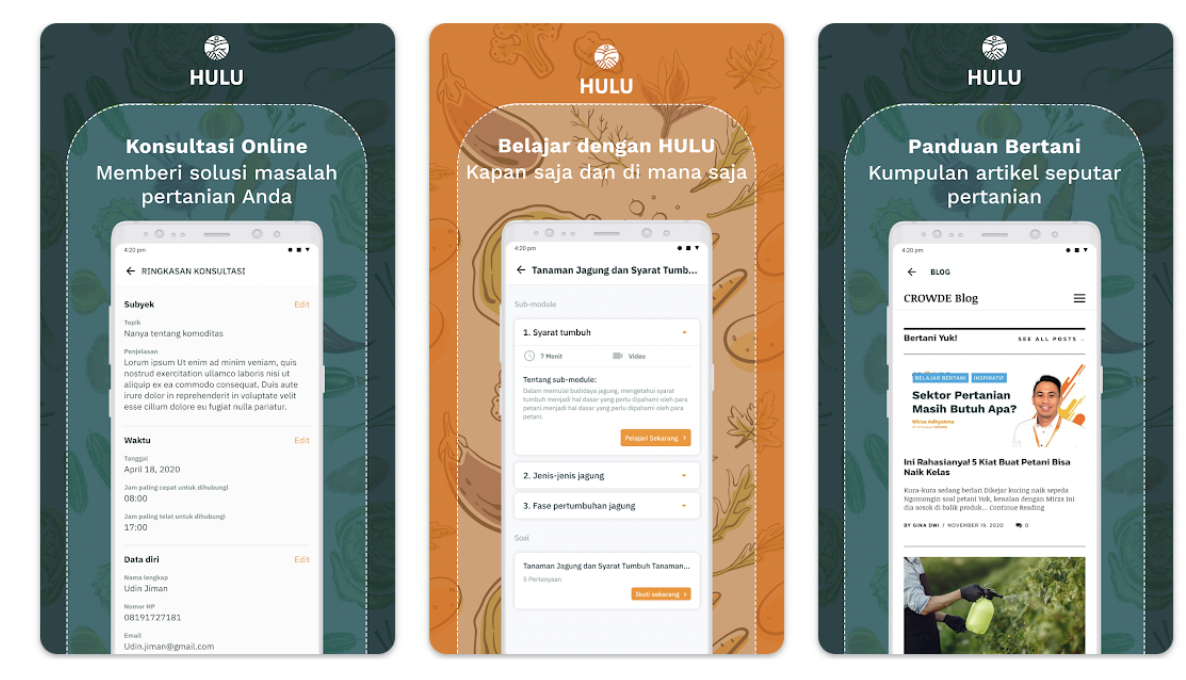 HULU
Konsultasi Online
Memberi solusi masalah
pertanian Anda
4:20 pm
RINGKASAN KONSULTASI
Subyek
Edit
Topik
Nanya tentang komoditas
Penjelasan
Lorum ipsum Ut enim ad minim veniam, quis
nostrud exercitation ullamco laboris nisi ut
aliquip ex ea commodo consequat. Duis aute
irure dolor in reprehenderit in voluptate velit
esse cillum dolore eu fugiat nulla pariatur.
Waktu
Edit
Tanggal
April 18, 2020
Jam paling cepat untuk dihubungi
08:00
Jam paling telat untuk dihubungi
17:00
Data diri
Edit
Nama lengkap
Udin Jiman
Nomor HP
08191727181
Email
Udin.jiman@gmail.com
HULU
Belajar dengan HULU
Kapan saja dan di mana saja
4:20 pm
Tanaman Jagung dan Syarat Tumb...
Sub-module
1. Syarat tumbuh
7 Menit
Video
Tentang sub-module:
Dalam memulai budidaya jagung, mengetahui syarat
tumbuh menjadi hal dasar yang perlu dipahami oleh para
petani.menjadi hal dasar yang perlu dipahami oleh para
petani.
Pelajari Sekarang
2. Jenis-jenis jagung
3. Fase pertumbuhan jagung
Soal
Tanaman Jagung dan Syarat Tumbuh Tanaman...
5 Pertanyaan
Ikuti sekarang
HULU
Panduan Bertani
Kumpulan artikel seputar
pertanian
4:20 pm
BLOG
CROWDE Blog
Bertani Yuk!
SEE ALL POSTS
BELAJAR BERTANI
INSPIRATIF
Sektor Pertanian
Masih Butuh Apa?
Mirza Adhyatma
Ini Rahasianya! 5 Kiat Buat Petani Bisa
Naik Kelas
Kura-kura sedang berlari Dikejar kucing naik sepeda
Ngomongin soal petani Yuk, kenalan dengan Mirza Ini
dia sosok di balik produk... Continue Reading
BY GINA DWI / NOVEMBER 19, 2020
0